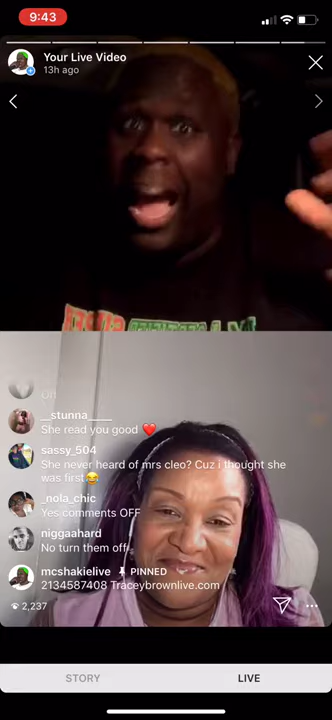 9:43
Your Live Video
13h ago
__stunna____
She read you good ❤️
sassy_504
She never heard of mrs cleo? Cuz i thought she
was first😂
_nola_chic
Yes comments OFF
niggaahard
No turn them off
mcshakielive PINNED
2134587408 Traceybrownlive.com
2,237
STORY
LIVE